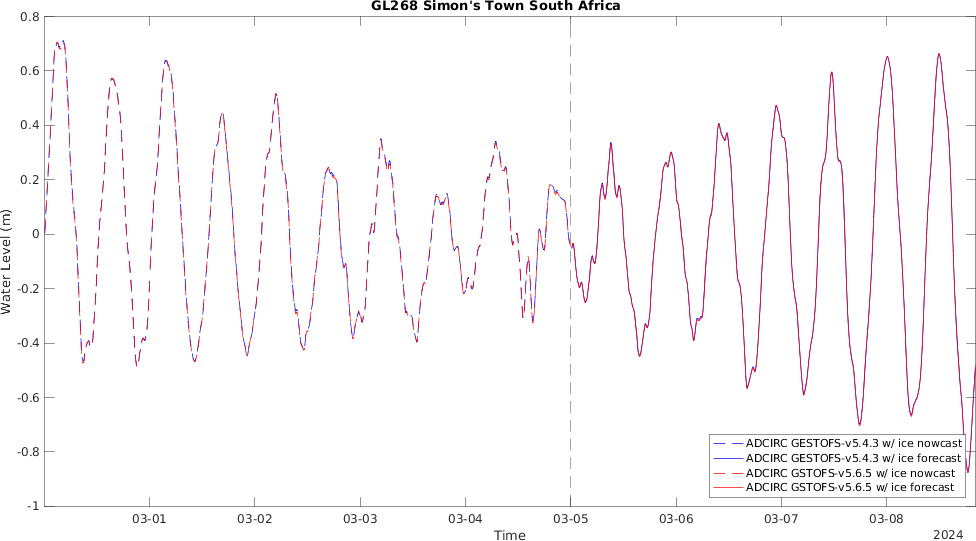 GL268 Simon's Town South Africa
0.8
0.6
0.4
0.2
0
-0.2
-0.4
-0.6
-0.8
-1
Water Level (m)
ADCIRC GESTOFS-v5.4.3 w/ ice nowcast
ADCIRC GESTOFS-v5.4.3 w/ ice forecast
ADCIRC GSTOFS-v5.6.5 w/ ice nowcast
ADCIRC GSTOFS-v5.6.5 w/ ice forecast
03-01 03-02 03-03 03-04 03-05 03-06 03-07 03-08
Time
2024